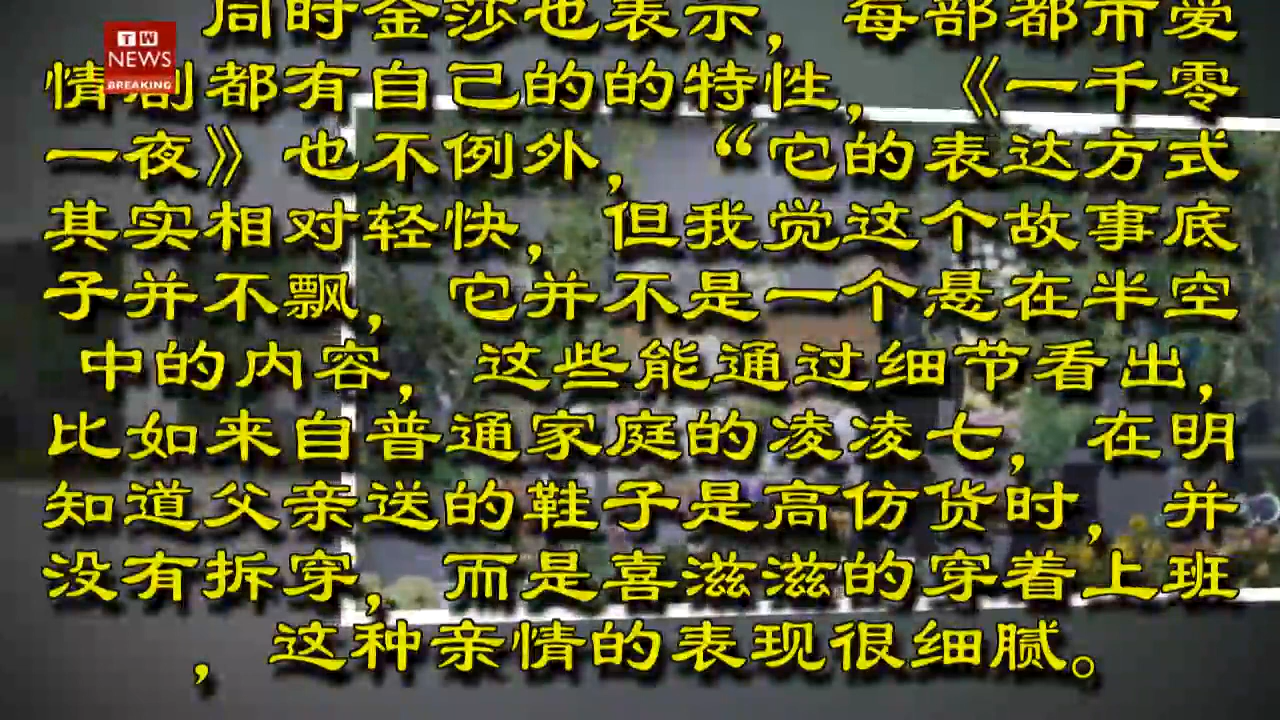 同时金莎也表示，每部都市爱
TW
NEWS
BREAKING
情剧都有自己的的特性，《一千零
一夜》也不例外，“它的表达方式
其实相对轻快，但我觉这个故事底
子并不飘，它并不是一个悬在半空
中的内容，这些能通过细节看出，
比如来自普通家庭的凌凌七，在明
知道父亲送的鞋子是高仿货时，并
没有拆穿，而是喜滋滋的穿着上班
，这种亲情的表现很细腻。